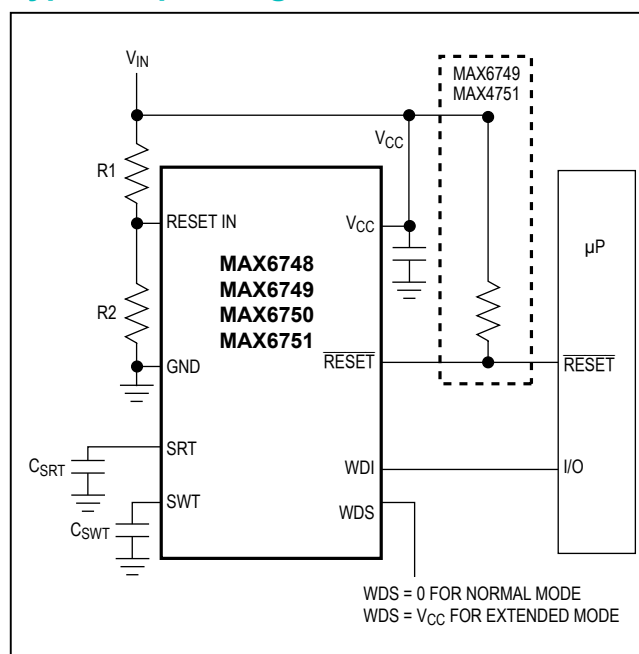 V_IN
MAX6749
MAX4751
V_CC
R1
RESET IN
V_CC
µP
MAX6748
MAX6749
MAX6750
MAX6751
R2
GND
RESET
RESET
SRT
C_SRT
WDI
I/O
SWT
WDS
C_SWT
WDS = 0 FOR NORMAL MODE
WDS = V_CC FOR EXTENDED MODE